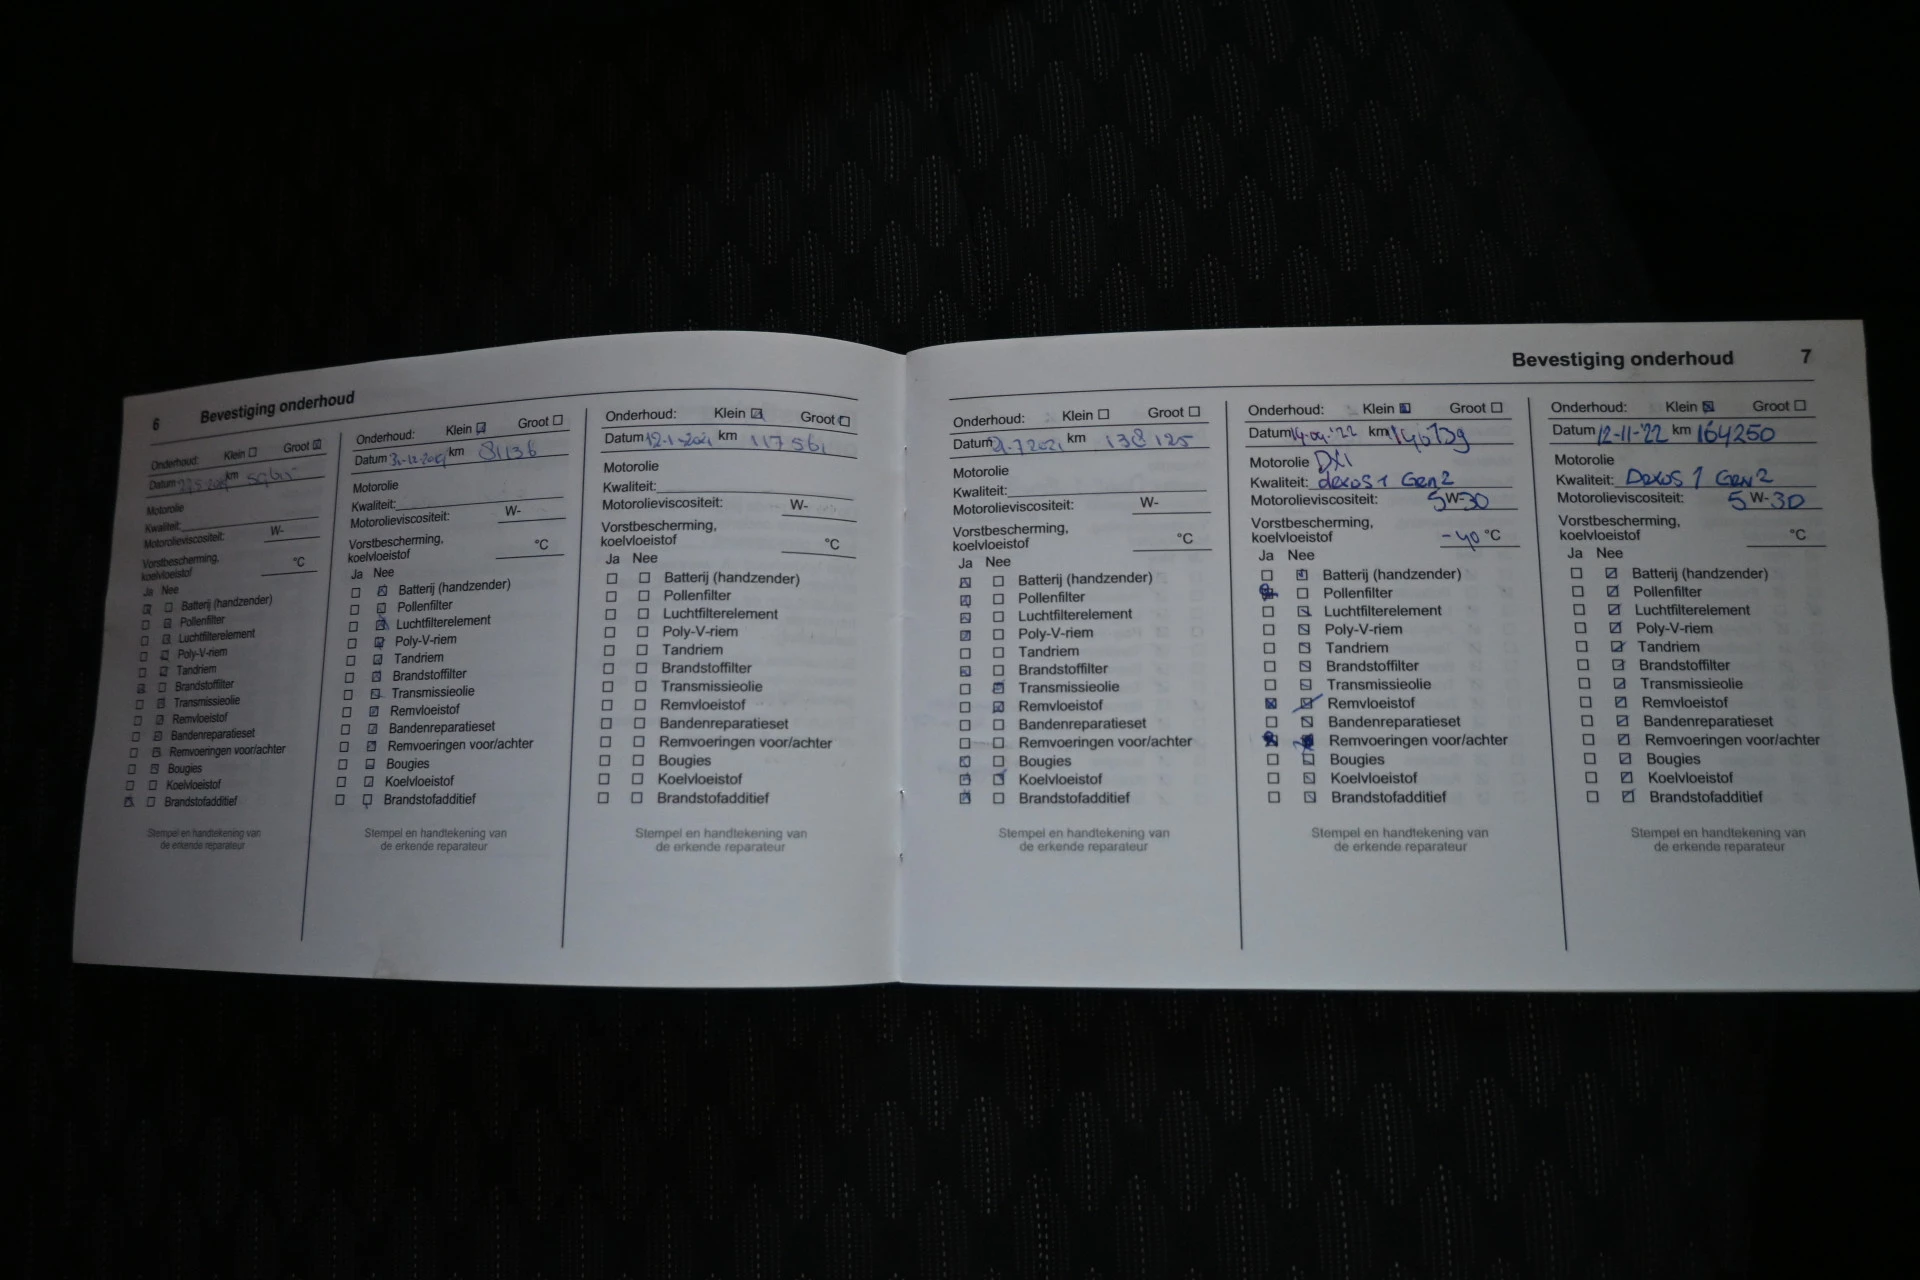 6 Bevestiging onderhoud
Onderhoud: Klein Groot
Datum km
Motorolie
Kwaliteit:
Motorolieviscositeit: W-
Vorstbescherming,
koelvloeistof °C
Ja Nee
Batterij (handzender)
Pollenfilter
Luchtfilterelement
Poly-V-riem
Tandriem
Brandstoffilter
Transmissieolie
Remvloeistof
Bandenreparatieset
Remvoeringen voor/achter
Bougies
Koelvloeistof
Brandstofadditief
Stempel en handtekening van
de erkende reparateur
Onderhoud: Klein Groot
Datum km 81136
Motorolie
Kwaliteit:
Motorolieviscositeit: W-
Vorstbescherming,
koelvloeistof °C
Ja Nee
Batterij (handzender)
Pollenfilter
Luchtfilterelement
Poly-V-riem
Tandriem
Brandstoffilter
Transmissieolie
Remvloeistof
Bandenreparatieset
Remvoeringen voor/achter
Bougies
Koelvloeistof
Brandstofadditief
Stempel en handtekening van
de erkende reparateur
Onderhoud: Klein Groot
Datum 12-1-2021 km 117561
Motorolie
Kwaliteit:
Motorolieviscositeit: W-
Vorstbescherming,
koelvloeistof °C
Ja Nee
Batterij (handzender)
Pollenfilter
Luchtfilterelement
Poly-V-riem
Tandriem
Brandstoffilter
Transmissieolie
Remvloeistof
Bandenreparatieset
Remvoeringen voor/achter
Bougies
Koelvloeistof
Brandstofadditief
Stempel en handtekening van
de erkende reparateur
Bevestiging onderhoud 7
Onderhoud: Klein Groot
Datum km 138125
Motorolie
Kwaliteit:
Motorolieviscositeit: W-
Vorstbescherming,
koelvloeistof °C
Ja Nee
Batterij (handzender)
Pollenfilter
Luchtfilterelement
Poly-V-riem
Tandriem
Brandstoffilter
Transmissieolie
Remvloeistof
Bandenreparatieset
Remvoeringen voor/achter
Bougies
Koelvloeistof
Brandstofadditief
Stempel en handtekening van
de erkende reparateur
Onderhoud: Klein Groot
Datum km
Motorolie DX1
Kwaliteit: dexos 1 Gen2
Motorolieviscositeit: 5W-30
Vorstbescherming,
koelvloeistof -40 °C
Ja Nee
Batterij (handzender)
Pollenfilter
Luchtfilterelement
Poly-V-riem
Tandriem
Brandstoffilter
Transmissieolie
Remvloeistof
Bandenreparatieset
Remvoeringen voor/achter
Bougies
Koelvloeistof
Brandstofadditief
Stempel en handtekening van
de erkende reparateur
Onderhoud: Klein Groot
Datum 12-11-'22 km 164250
Motorolie
Kwaliteit: Dexos 1 Gen2
Motorolieviscositeit: 5W-30
Vorstbescherming,
koelvloeistof °C
Ja Nee
Batterij (handzender)
Pollenfilter
Luchtfilterelement
Poly-V-riem
Tandriem
Brandstoffilter
Transmissieolie
Remvloeistof
Bandenreparatieset
Remvoeringen voor/achter
Bougies
Koelvloeistof
Brandstofadditief
Stempel en handtekening van
de erkende reparateur